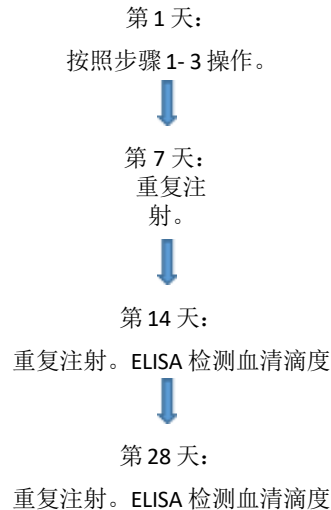 第 1 天：
按照步骤 1- 3 操作。
第 7 天：
重复注
射。
第 14 天：
重复注射。ELISA 检测血清滴度
第 28 天：
重复注射。ELISA 检测血清滴度